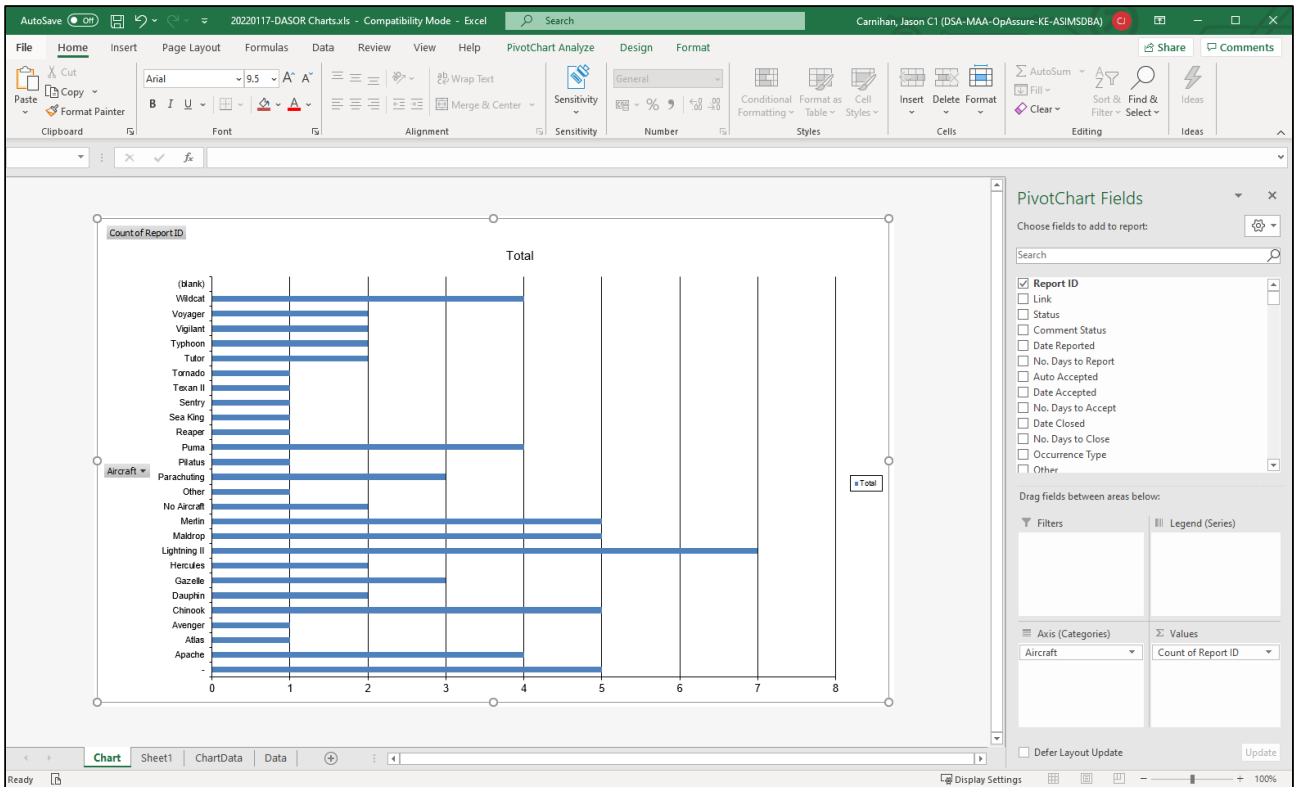 AutoSave Off 20220117-DASOR Charts.xls - Compatibility Mode - Excel Search Carnihan, Jason C1 (DSA-MAA-OpAssure-KE-ASIMSDBA) CJ
File Home Insert Page Layout Formulas Data Review View Help PivotChart Analyze Design Format Share Comments
Paste
Cut
Copy
Format Painter
Clipboard
Arial 9.5 A A
B I U A
Font
Wrap Text
Merge & Center
Alignment
Sensitivity
Sensitivity
General
%
Number
Conditional Formatting
Format as Table
Cell Styles
Styles
Insert Delete Format
Cells
AutoSum
Fill
Clear
Sort & Filter
Find & Select
Editing
Ideas
Ideas
fx
Count of Report ID
Total
(blank)
Wildcat
Voyager
Vigilant
Typhoon
Tutor
Tornado
Texan II
Sentry
Sea King
Reaper
Puma
Pilatus
Aircraft
Parachuting
Other
No Aircraft
Merlin
Maldrop
Lightning II
Hercules
Gazelle
Dauphin
Chinook
Avenger
Atlas
Apache
-
0 1 2 3 4 5 6 7 8
Total
PivotChart Fields
Choose fields to add to report:
Search
Report ID
Link
Status
Comment Status
Date Reported
No. Days to Report
Auto Accepted
Date Accepted
No. Days to Accept
Date Closed
No. Days to Close
Occurrence Type
Other
Drag fields between areas below:
Filters
Legend (Series)
Axis (Categories)
Σ Values
Aircraft
Count of Report ID
Defer Layout Update
Update
Chart Sheet1 ChartData Data
Ready
Display Settings
100%